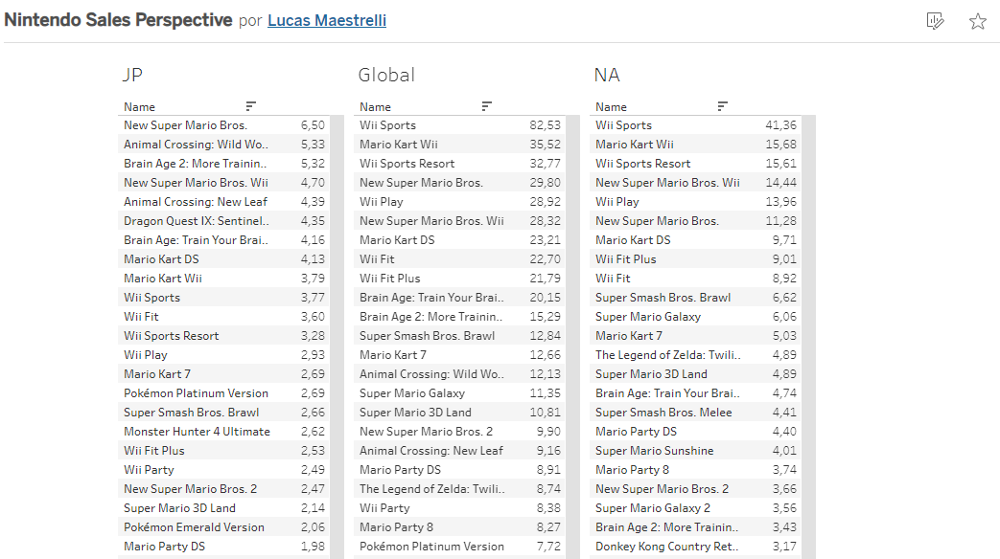 Nintendo Sales Perspective por Lucas Maestrelli
JP Global NA
Name Name Name
New Super Mario Bros. 6,50 Wii Sports 82,53 Wii Sports 41,36
Animal Crossing: Wild Wo.. 5,33 Mario Kart Wii 35,52 Mario Kart Wii 15,68
Brain Age 2: More Trainin.. 5,32 Wii Sports Resort 32,77 Wii Sports Resort 15,61
New Super Mario Bros. Wii 4,70 New Super Mario Bros. 29,80 New Super Mario Bros. Wii 14,44
Animal Crossing: New Leaf 4,39 Wii Play 28,92 Wii Play 13,96
Dragon Quest IX: Sentinel.. 4,35 New Super Mario Bros. Wii 28,32 New Super Mario Bros. 11,28
Brain Age: Train Your Brai.. 4,16 Mario Kart DS 23,21 Mario Kart DS 9,71
Mario Kart DS 4,13 Wii Fit 22,70 Wii Fit Plus 9,01
Mario Kart Wii 3,79 Wii Fit Plus 21,79 Wii Fit 8,92
Wii Sports 3,77 Brain Age: Train Your Brai.. 20,15 Super Smash Bros. Brawl 6,62
Wii Fit 3,60 Brain Age 2: More Trainin.. 15,29 Super Mario Galaxy 6,06
Wii Sports Resort 3,28 Super Smash Bros. Brawl 12,84 Mario Kart 7 5,03
Wii Play 2,93 Mario Kart 7 12,66 The Legend of Zelda: Twili.. 4,89
Mario Kart 7 2,69 Animal Crossing: Wild Wo.. 12,13 Super Mario 3D Land 4,89
Pokémon Platinum Version 2,69 Super Mario Galaxy 11,35 Brain Age: Train Your Brai.. 4,74
Super Smash Bros. Brawl 2,66 Super Mario 3D Land 10,81 Super Smash Bros. Melee 4,41
Monster Hunter 4 Ultimate 2,62 New Super Mario Bros. 2 9,90 Mario Party DS 4,40
Wii Fit Plus 2,53 Animal Crossing: New Leaf 9,16 Super Mario Sunshine 4,01
Wii Party 2,49 Mario Party DS 8,91 Mario Party 8 3,74
New Super Mario Bros. 2 2,47 The Legend of Zelda: Twili.. 8,74 New Super Mario Bros. 2 3,66
Super Mario 3D Land 2,14 Wii Party 8,38 Super Mario Galaxy 2 3,56
Pokémon Emerald Version 2,06 Mario Party 8 8,27 Brain Age 2: More Trainin.. 3,43
Mario Party DS 1,98 Pokémon Platinum Version 7,72 Donkey Kong Country Ret.. 3,17